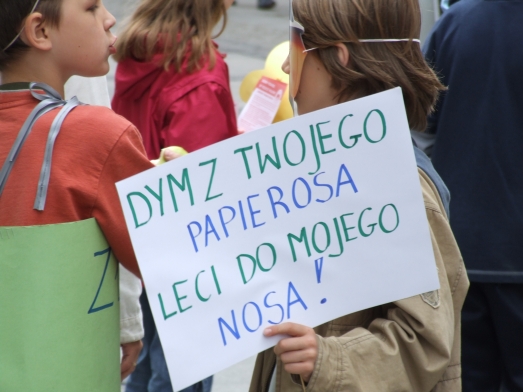 DYM Z TWOJEGO
PAPIEROSA
LECI DO MOJEGO
NOSA!
Z